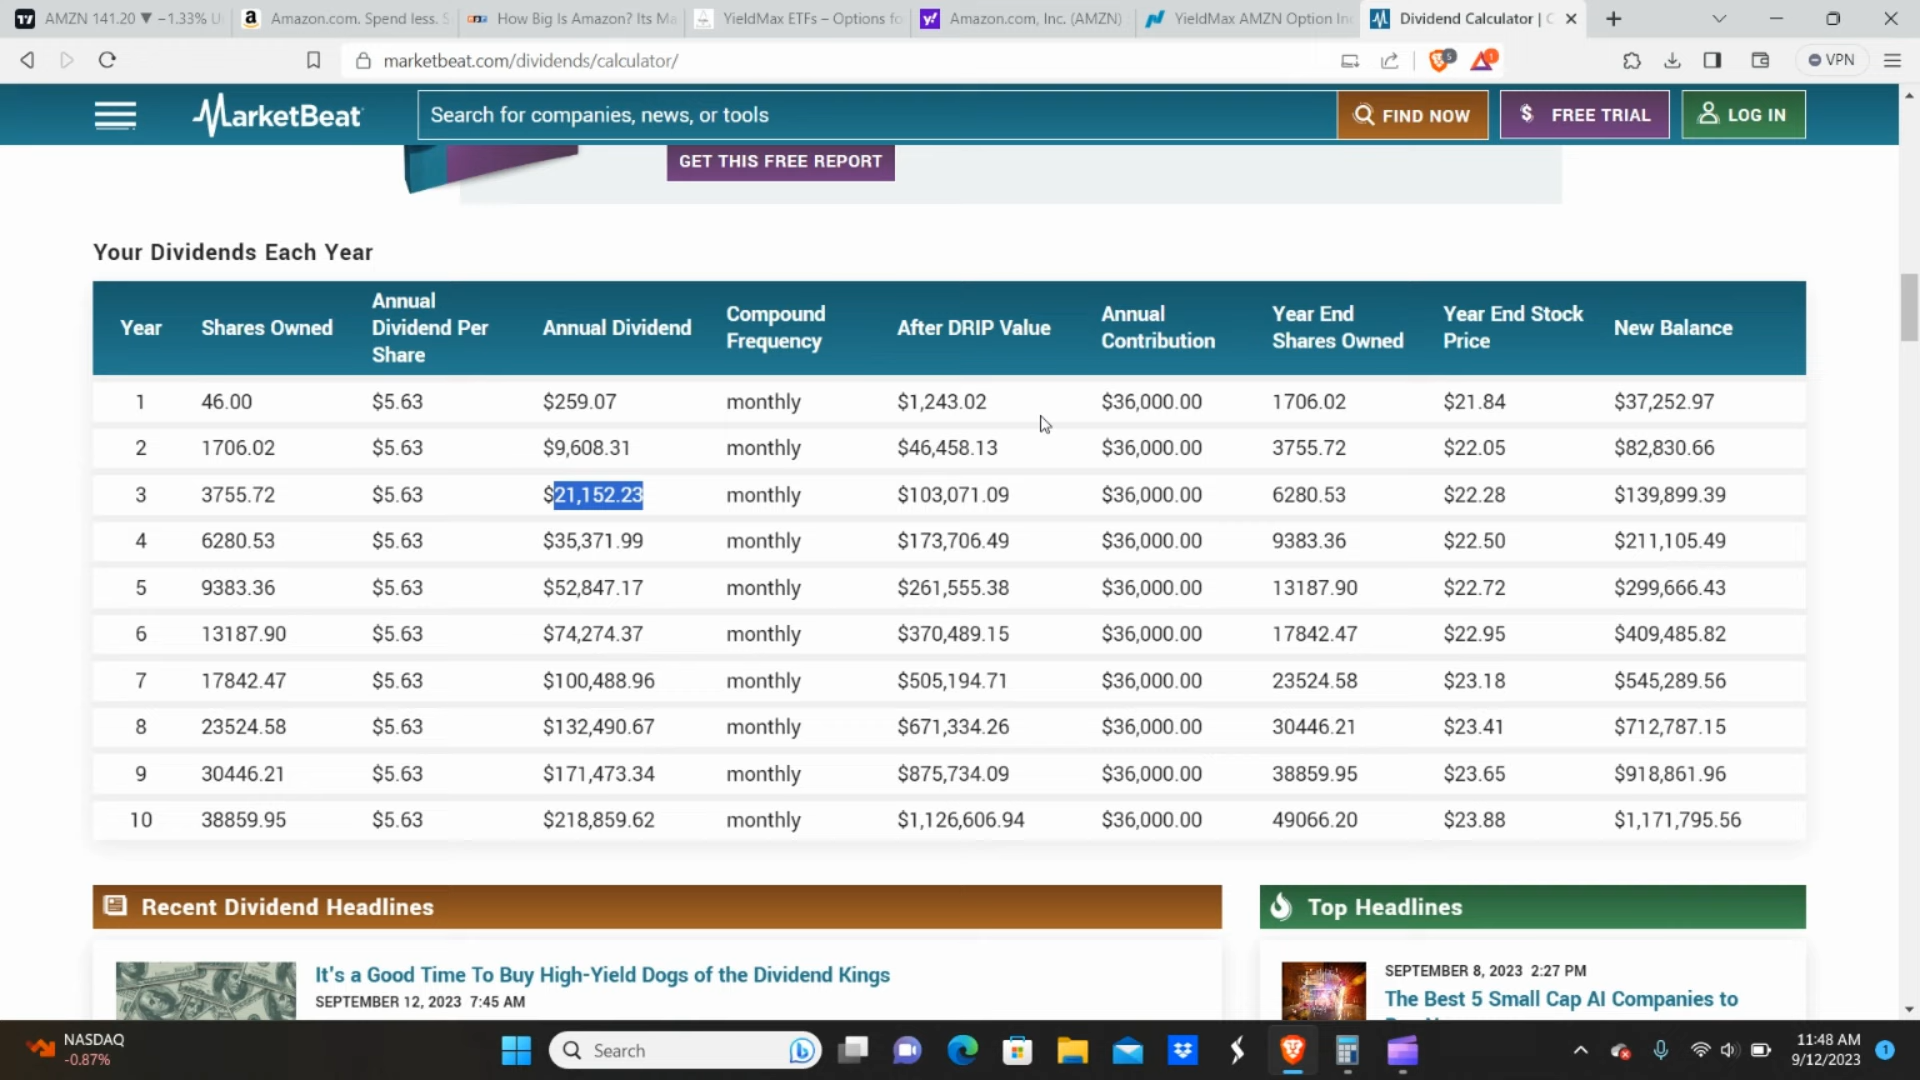 AMZN 141.20 ▼ −1.33% U
Amazon.com. Spend less. S
How Big Is Amazon? Its Ma
YieldMax ETFs – Options fo
Amazon.com, Inc. (AMZN)
YieldMax AMZN Option Inc
Dividend Calculator | C
marketbeat.com/dividends/calculator/
5
1
VPN
MarketBeat
Search for companies, news, or tools
FIND NOW
$ FREE TRIAL
LOG IN
GET THIS FREE REPORT
Your Dividends Each Year
Year Shares Owned Annual Dividend Per Share Annual Dividend Compound Frequency After DRIP Value Annual Contribution Year End Shares Owned Year End Stock Price New Balance
1 46.00 $5.63 $259.07 monthly $1,243.02 $36,000.00 1706.02 $21.84 $37,252.97
2 1706.02 $5.63 $9,608.31 monthly $46,458.13 $36,000.00 3755.72 $22.05 $82,830.66
3 3755.72 $5.63 $21,152.23 monthly $103,071.09 $36,000.00 6280.53 $22.28 $139,899.39
4 6280.53 $5.63 $35,371.99 monthly $173,706.49 $36,000.00 9383.36 $22.50 $211,105.49
5 9383.36 $5.63 $52,847.17 monthly $261,555.38 $36,000.00 13187.90 $22.72 $299,666.43
6 13187.90 $5.63 $74,274.37 monthly $370,489.15 $36,000.00 17842.47 $22.95 $409,485.82
7 17842.47 $5.63 $100,488.96 monthly $505,194.71 $36,000.00 23524.58 $23.18 $545,289.56
8 23524.58 $5.63 $132,490.67 monthly $671,334.26 $36,000.00 30446.21 $23.41 $712,787.15
9 30446.21 $5.63 $171,473.34 monthly $875,734.09 $36,000.00 38859.95 $23.65 $918,861.96
10 38859.95 $5.63 $218,859.62 monthly $1,126,606.94 $36,000.00 49066.20 $23.88 $1,171,795.56
Recent Dividend Headlines
Top Headlines
It's a Good Time To Buy High-Yield Dogs of the Dividend Kings
SEPTEMBER 12, 2023 7:45 AM
SEPTEMBER 8, 2023 2:27 PM
The Best 5 Small Cap AI Companies to
NASDAQ
-0.87%
Search
11:48 AM
9/12/2023
1